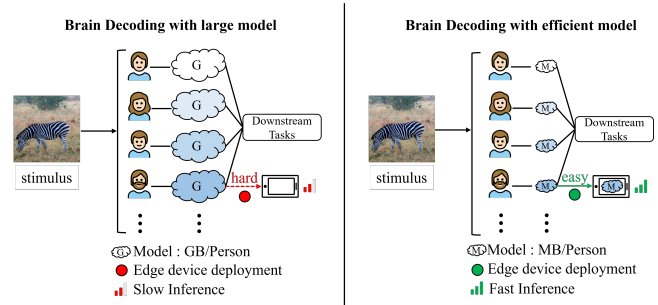 Brain Decoding with large model
G
G
G
G
Downstream
Tasks
stimulus
hard
G Model : GB/Person
Edge device deployment
Slow Inference
Brain Decoding with efficient model
M
M
M
M
Downstream
Tasks
stimulus
easy
M
M Model : MB/Person
Edge device deployment
Fast Inference